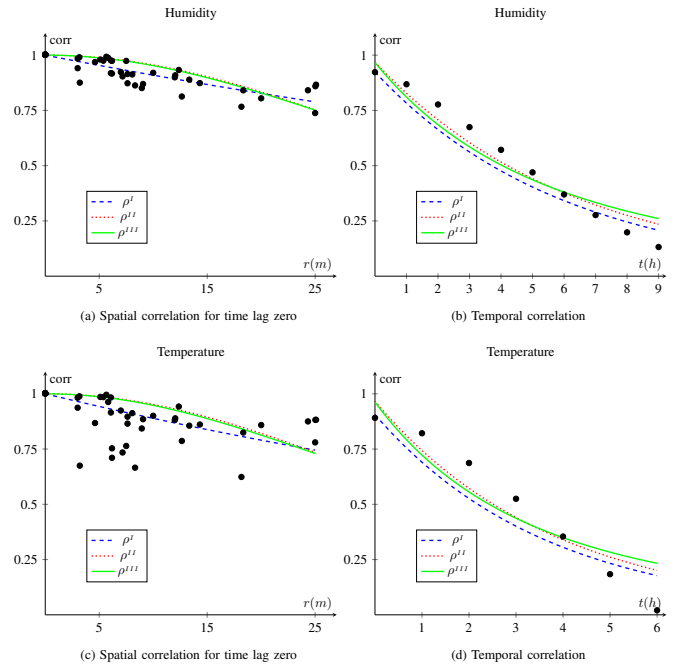 Humidity
corr
1
0.75
0.5
0.25
ρ^I
ρ^II
ρ^III
r(m)
5 15 25
(a) Spatial correlation for time lag zero
corr
1
0.75
0.5
0.25
ρ^I
ρ^II
ρ^III
t(h)
1 2 3 4 5 6 7 8 9
Humidity
(b) Temporal correlation
Temperature
corr
1
0.75
0.5
0.25
ρ^I
ρ^II
ρ^III
r(m)
5 15 25
(c) Spatial correlation for time lag zero
Temperature
corr
1
0.75
0.5
0.25
ρ^I
ρ^II
ρ^III
t(h)
1 2 3 4 5 6
(d) Temporal correlation